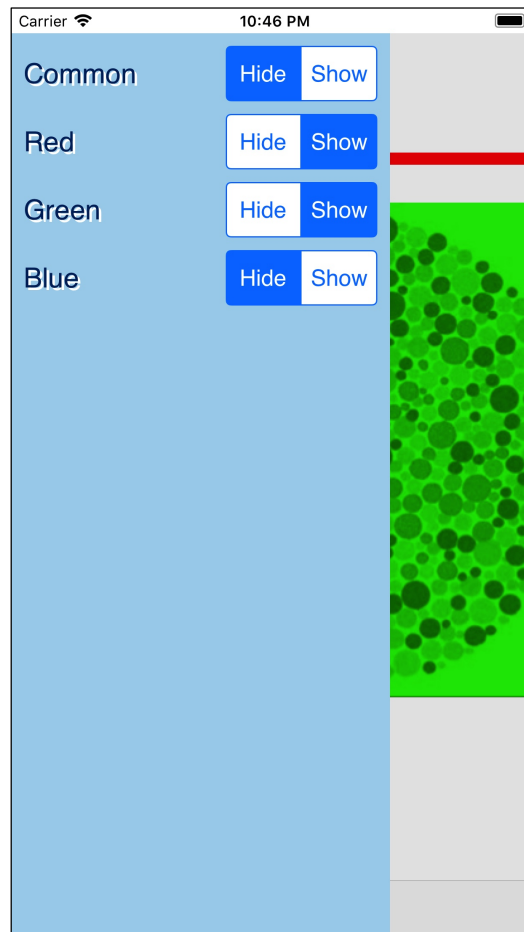 Carrier 10:46 PM
Common Hide Show
Red Hide Show
Green Hide Show
Blue Hide Show